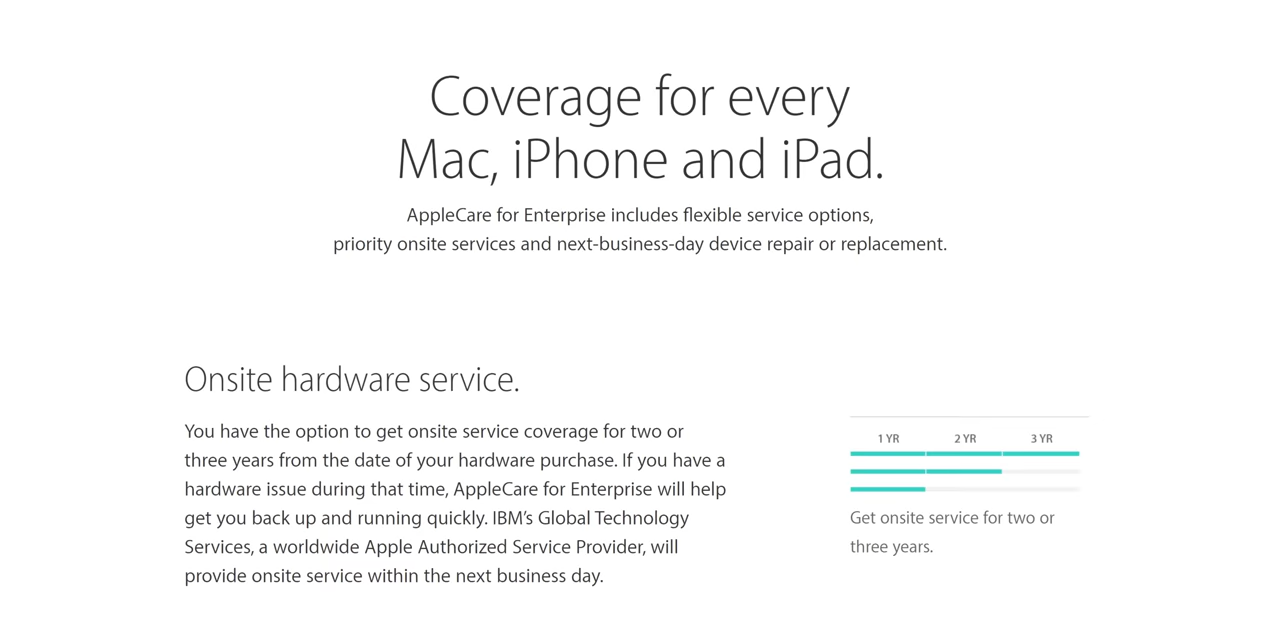 Coverage for every
Mac, iPhone and iPad.
AppleCare for Enterprise includes flexible service options,
priority onsite services and next-business-day device repair or replacement.
Onsite hardware service.
You have the option to get onsite service coverage for two or
three years from the date of your hardware purchase. If you have a
hardware issue during that time, AppleCare for Enterprise will help
get you back up and running quickly. IBM’s Global Technology
Services, a worldwide Apple Authorized Service Provider, will
provide onsite service within the next business day.
1 YR 2 YR 3 YR
Get onsite service for two or
three years.